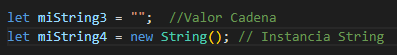 let miString3 = "";  //Valor Cadena
let miString4 = new String(); // Instancia String